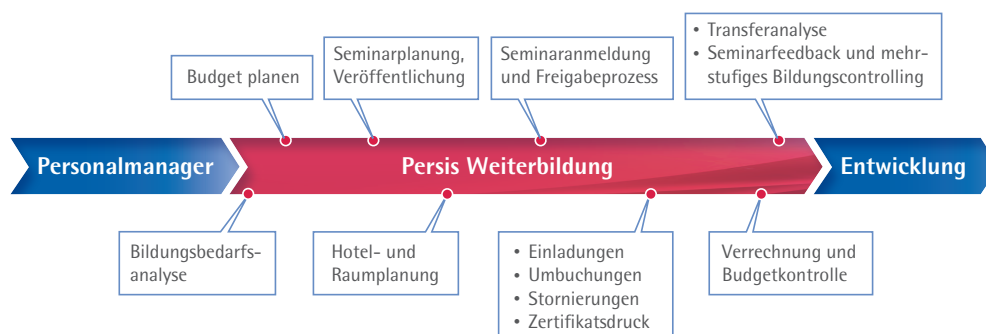 • Transferanalyse
• Seminarfeedback und mehr-
stufiges Bildungscontrolling
Seminarplanung,
Veröffentlichung
Seminaranmeldung
und Freigabeprozess
Budget planen
Personalmanager
Persis Weiterbildung
Entwicklung
Bildungsbedarfs-
analyse
Hotel- und
Raumplanung
• Einladungen
• Umbuchungen
• Stornierungen
• Zertifikatsdruck
Verrechnung und
Budgetkontrolle